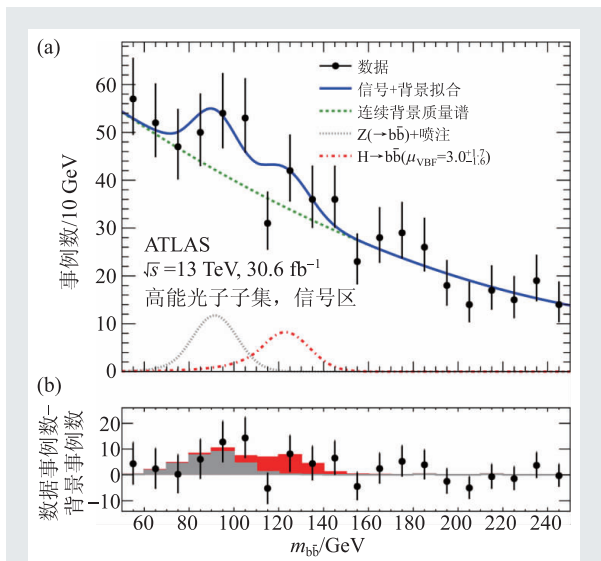 (a)
70
60
50
40
30
20
10
0
事例数/10 GeV
数据
信号+背景拟合
连续背景质量谱
Z(→bb̄)+喷注
H→bb̄(μVBF=3.0+1.7−1.6)
ATLAS
√s =13 TeV, 30.6 fb⁻¹
高能光子子集，信号区
(b)
数据事例数−
背景事例数
20
10
0
−10
60 80 100 120 140 160 180 200 220 240
mbb̄/GeV